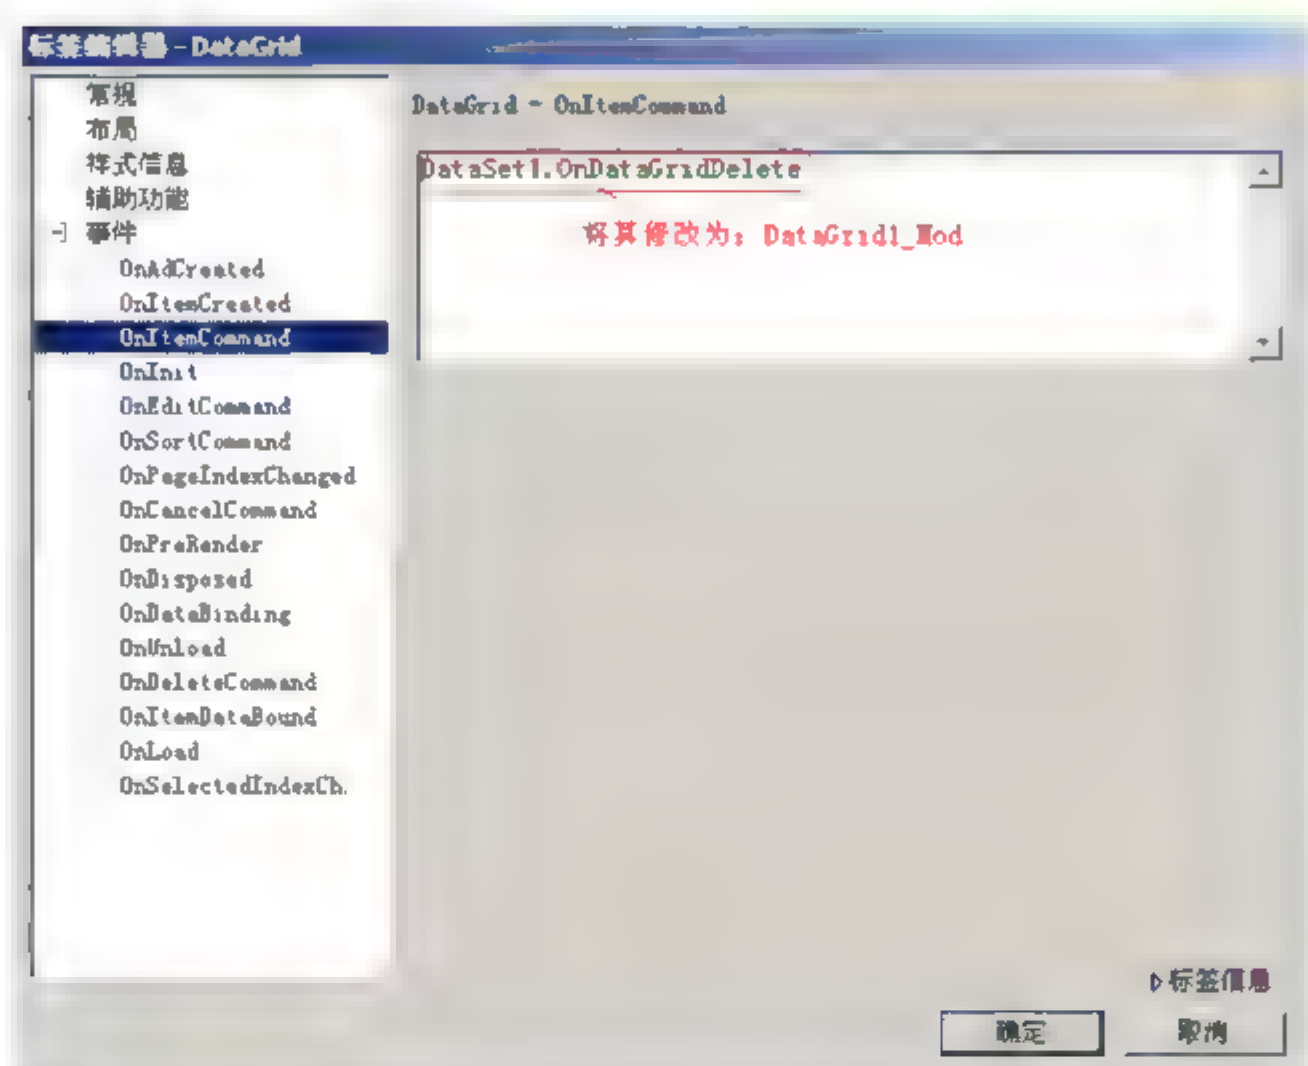 标签编辑器 - DataGrid
常规
布局
样式信息
辅助功能
事件
OnAdCreated
OnItemCreated
OnItemCommand
OnInit
OnEditCommand
OnSortCommand
OnPageIndexChanged
OnCancelCommand
OnPreRender
OnDisposed
OnDataBinding
OnUnload
OnDeleteCommand
OnItemDataBound
OnLoad
OnSelectedIndexCh.
DataGrid - OnItemCommand
DataSet1.OnDataGridDelete
将其修改为: DataGrid1_Mod
标签信息
确定
取消